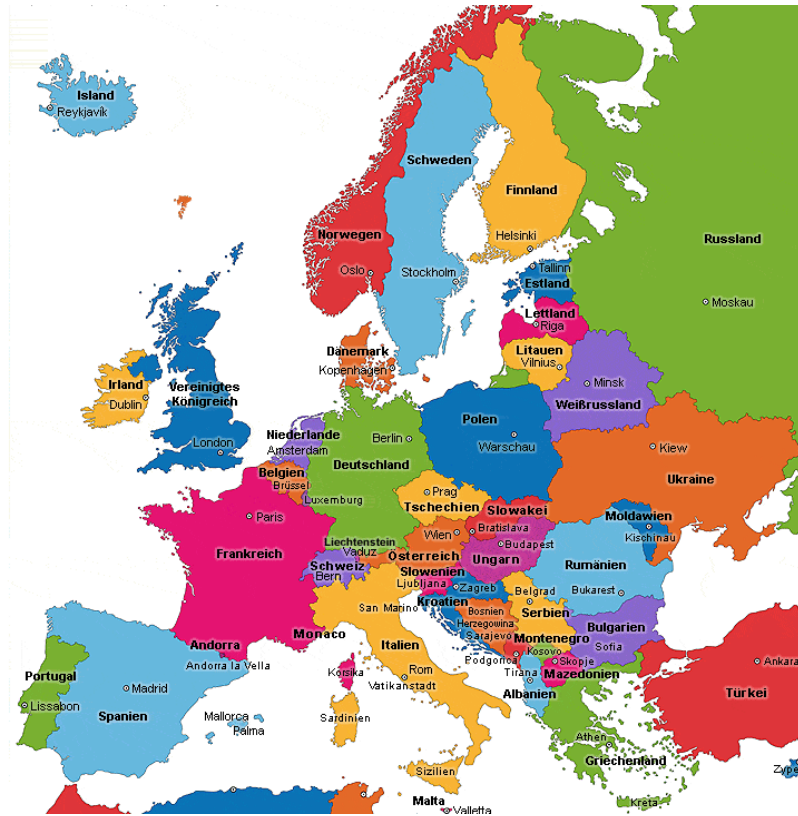 Island
Reykjavík
Schweden
Finnland
Norwegen
Helsinki
Russland
Oslo
Stockholm
Tallinn
Estland
Moskau
Lettland
Riga
Dänemark
Kopenhagen
Litauen
Vilnius
Irland
Dublin
Vereinigtes
Königreich
Minsk
Weißrussland
Polen
Niederlande
Amsterdam
Berlin
Warschau
London
Kiew
Deutschland
Belgien
Brüssel
Ukraine
Luxemburg
Prag
Tschechien
Paris
Slowakei
Bratislava
Moldawien
Kischinau
Frankreich
Liechtenstein
Vaduz
Wien
Österreich
Budapest
Ungarn
Schweiz
Bern
Slowenien
Ljubljana
Rumänien
Zagreb
Kroatien
Belgrad
Bukarest
San Marino
Bosnien
Herzegowina
Sarajevo
Serbien
Monaco
Andorra
Andorra la Vella
Italien
Montenegro
Kosovo
Bulgarien
Sofia
Podgorica
Skopje
Mazedonien
Ankara
Portugal
Korsika
Rom
Vatikanstadt
Tirana
Albanien
Madrid
Lissabon
Türkei
Spanien
Mallorca
Palma
Sardinien
Athen
Griechenland
Sizilien
Zype
Malta
Valletta
Kreta